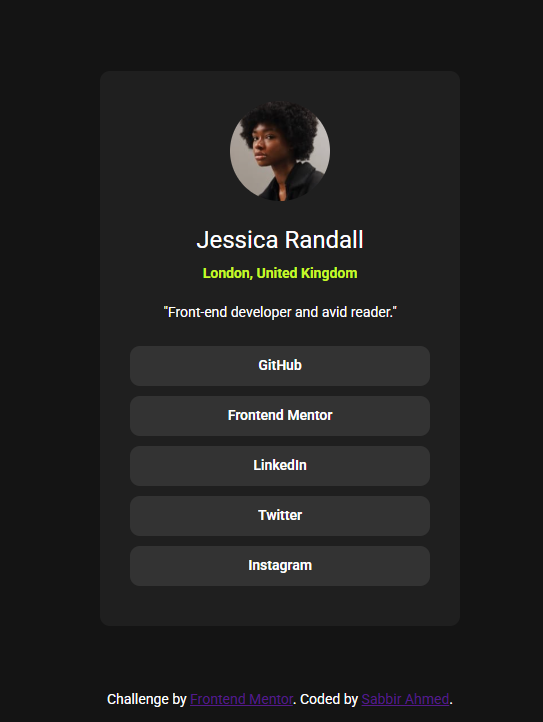 Jessica Randall
London, United Kingdom
"Front-end developer and avid reader."
GitHub
Frontend Mentor
LinkedIn
Twitter
Instagram
Challenge by Frontend Mentor. Coded by Sabbir Ahmed.